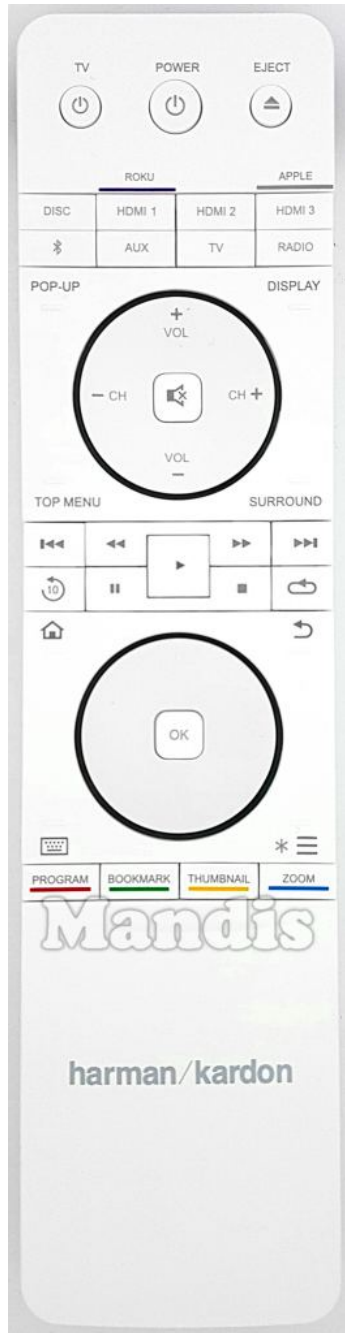 TV POWER EJECT
ROKU APPLE
DISC HDMI 1 HDMI 2 HDMI 3
AUX TV RADIO
POP-UP DISPLAY
+
VOL
− CH CH +
VOL
−
TOP MENU SURROUND
10
OK
PROGRAM BOOKMARK THUMBNAIL ZOOM
Mandis
harman/kardon